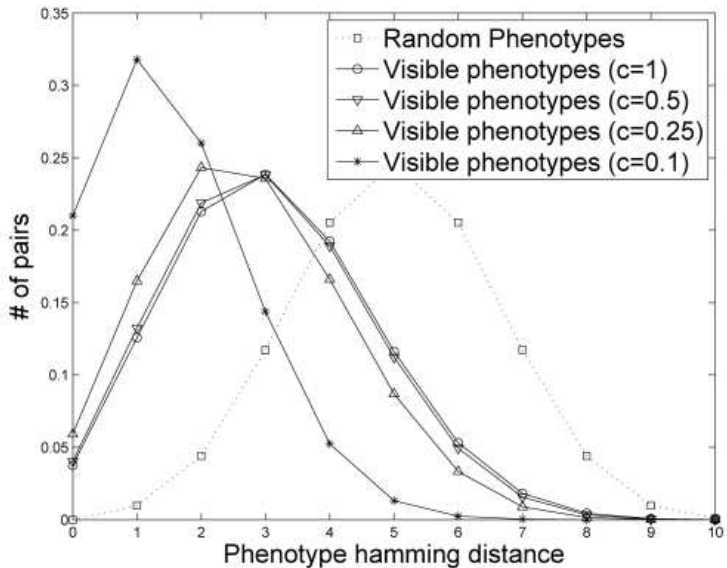 0.35
0.3
0.25
0.2
0.15
0.1
0.05
0
# of pairs
Random Phenotypes
Visible phenotypes (c=1)
Visible phenotypes (c=0.5)
Visible phenotypes (c=0.25)
Visible phenotypes (c=0.1)
0 1 2 3 4 5 6 7 8 9 10
Phenotype hamming distance